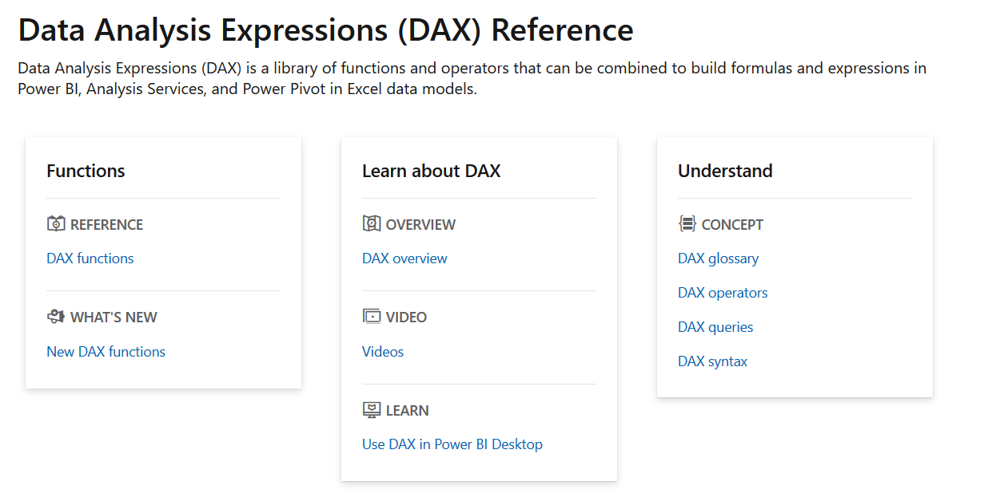 Data Analysis Expressions (DAX) Reference
Data Analysis Expressions (DAX) is a library of functions and operators that can be combined to build formulas and expressions in
Power BI, Analysis Services, and Power Pivot in Excel data models.
Functions
REFERENCE
DAX functions
WHAT'S NEW
New DAX functions
Learn about DAX
OVERVIEW
DAX overview
VIDEO
Videos
LEARN
Use DAX in Power BI Desktop
Understand
CONCEPT
DAX glossary
DAX operators
DAX queries
DAX syntax